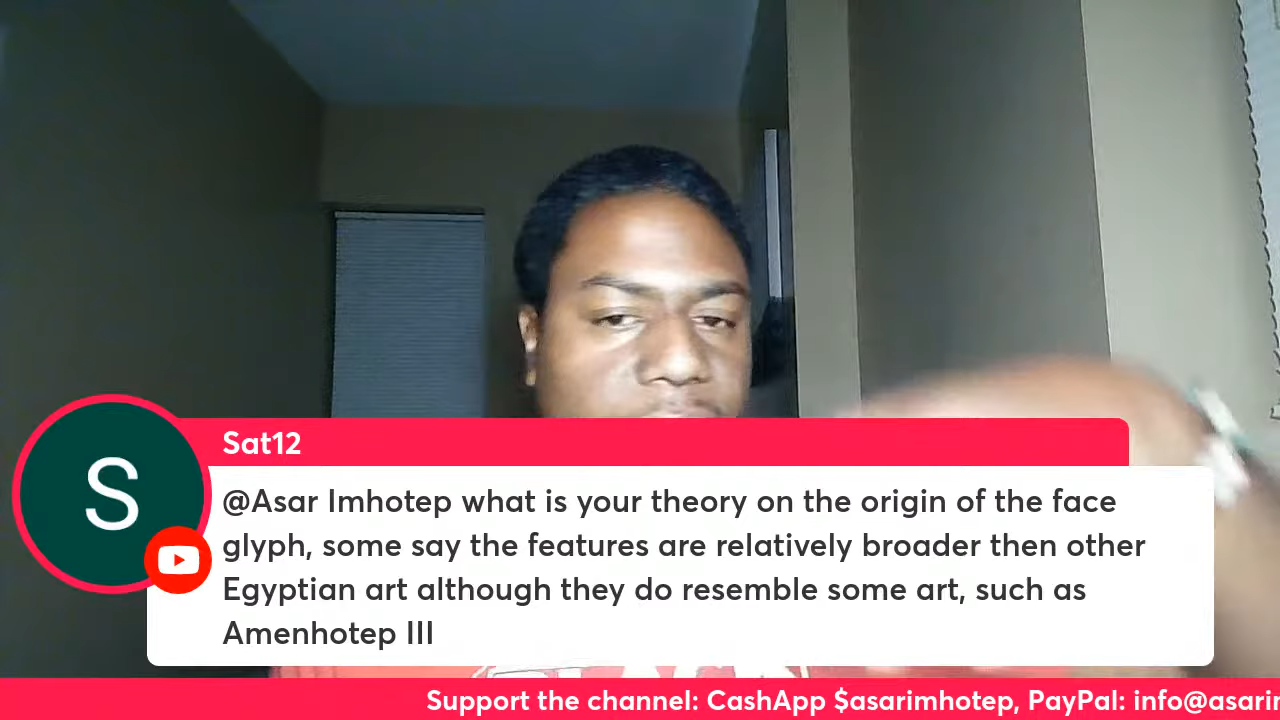 S
Sat12
@Asar Imhotep what is your theory on the origin of the face
glyph, some say the features are relatively broader then other
Egyptian art although they do resemble some art, such as
Amenhotep III
Support the channel: CashApp $asarimhotep, PayPal: info@asarim